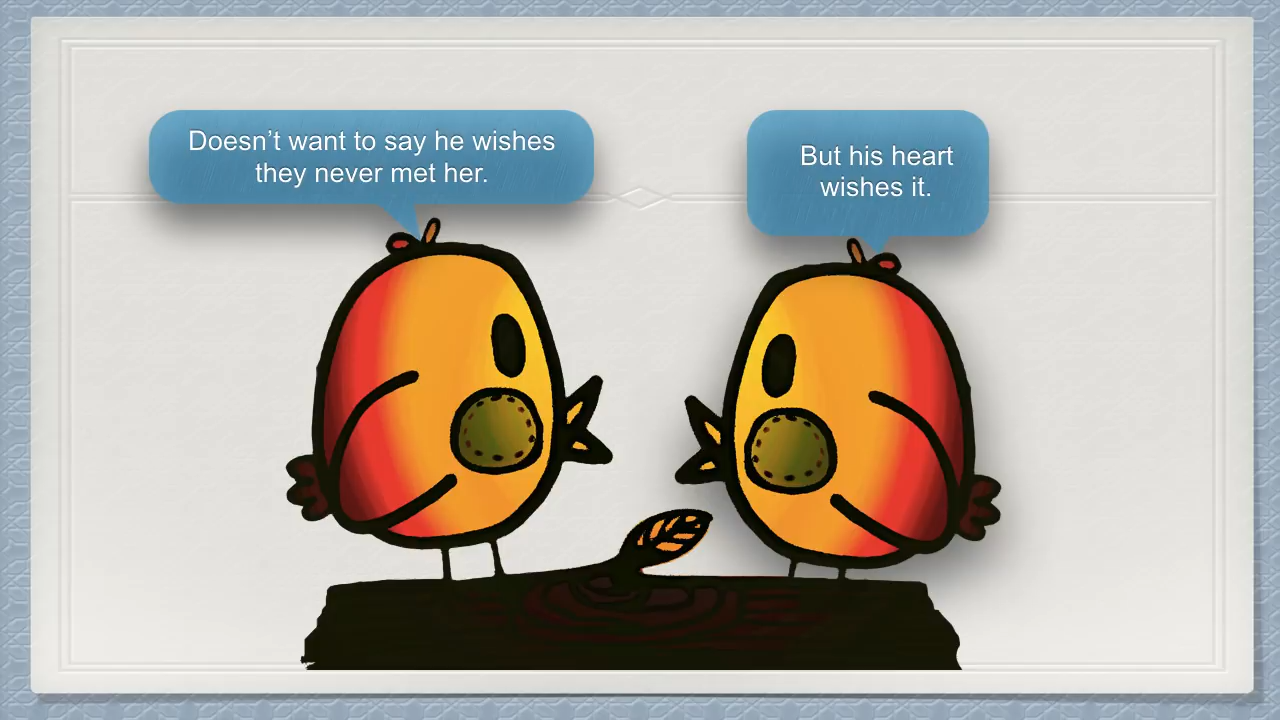 Doesn’t want to say he wishes
they never met her.
But his heart
wishes it.